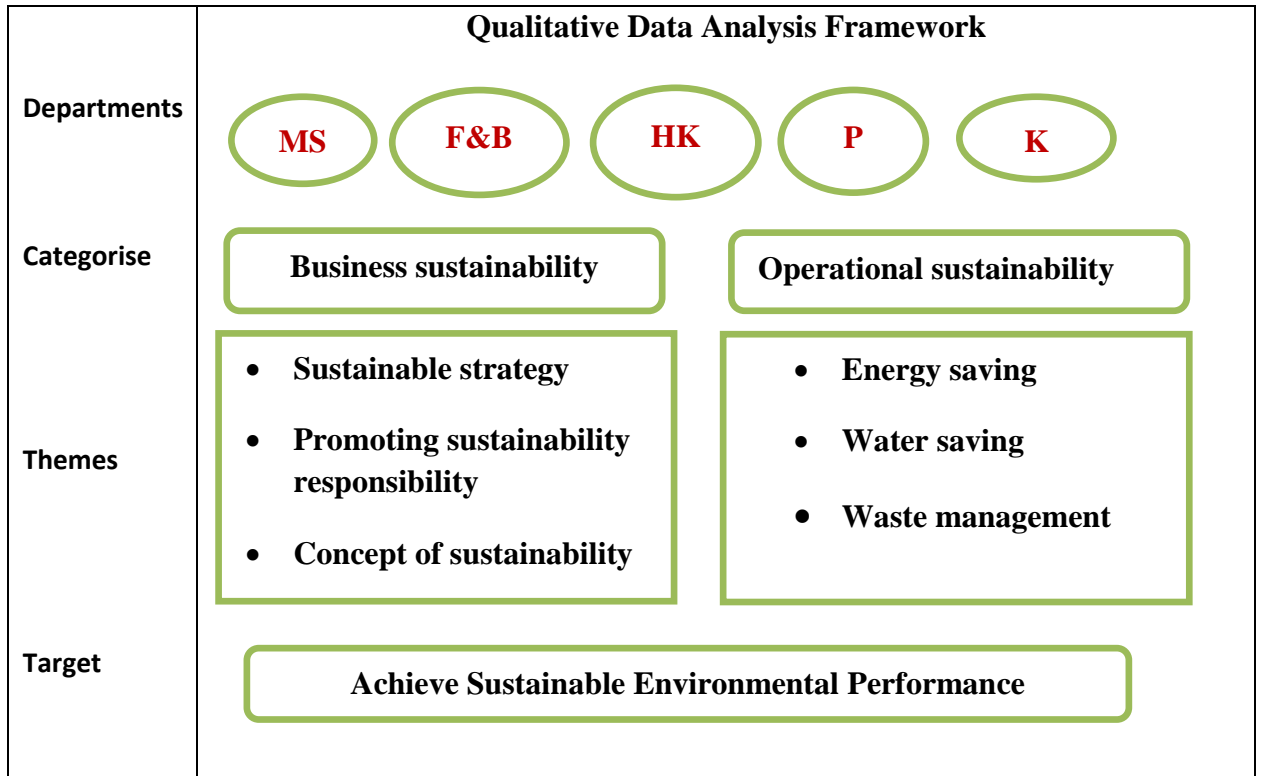 Qualitative Data Analysis Framework
Departments
MS
F&B
HK
P
K
Categorise
Business sustainability
Operational sustainability
Themes
• Sustainable strategy
• Promoting sustainability
responsibility
• Concept of sustainability
• Energy saving
• Water saving
• Waste management
Target
Achieve Sustainable Environmental Performance